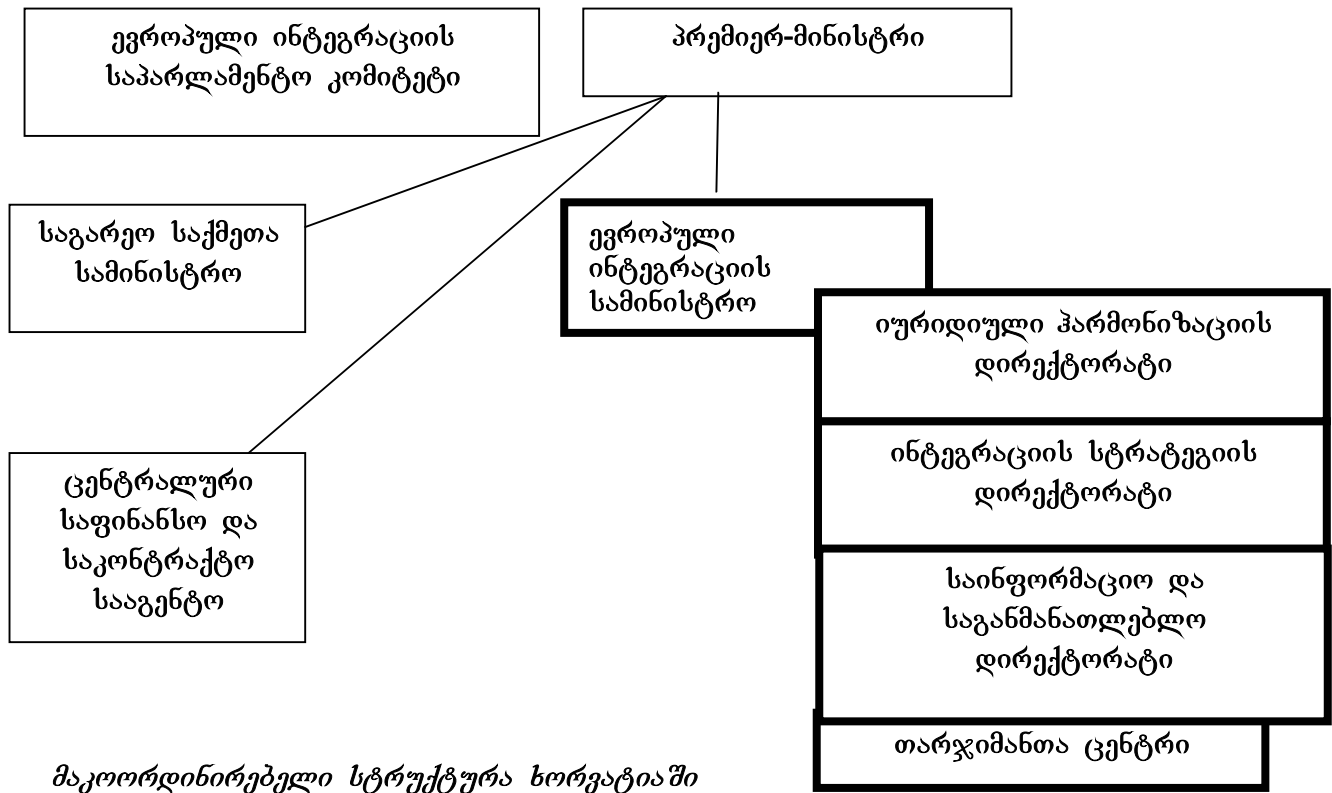 ევროპული ინტეგრაციის
საპარლამენტო კომიტეტი
პრემიერ-მინისტრი
საგარეო საქმეთა
სამინისტრო
ევროპული
ინტეგრაციის
სამინისტრო
იურიდიული ჰარმონიზაციის
დირექტორატი
ინტეგრაციის სტრატეგიის
დირექტორატი
ცენტრალური
საფინანსო და
საკონტრაქტო
სააგენტო
საინფორმაციო და
საგანმანათლებლო
დირექტორატი
თარჯიმანთა ცენტრი
მაკოორდინირებელი სტრუქტურა ხორვატიაში